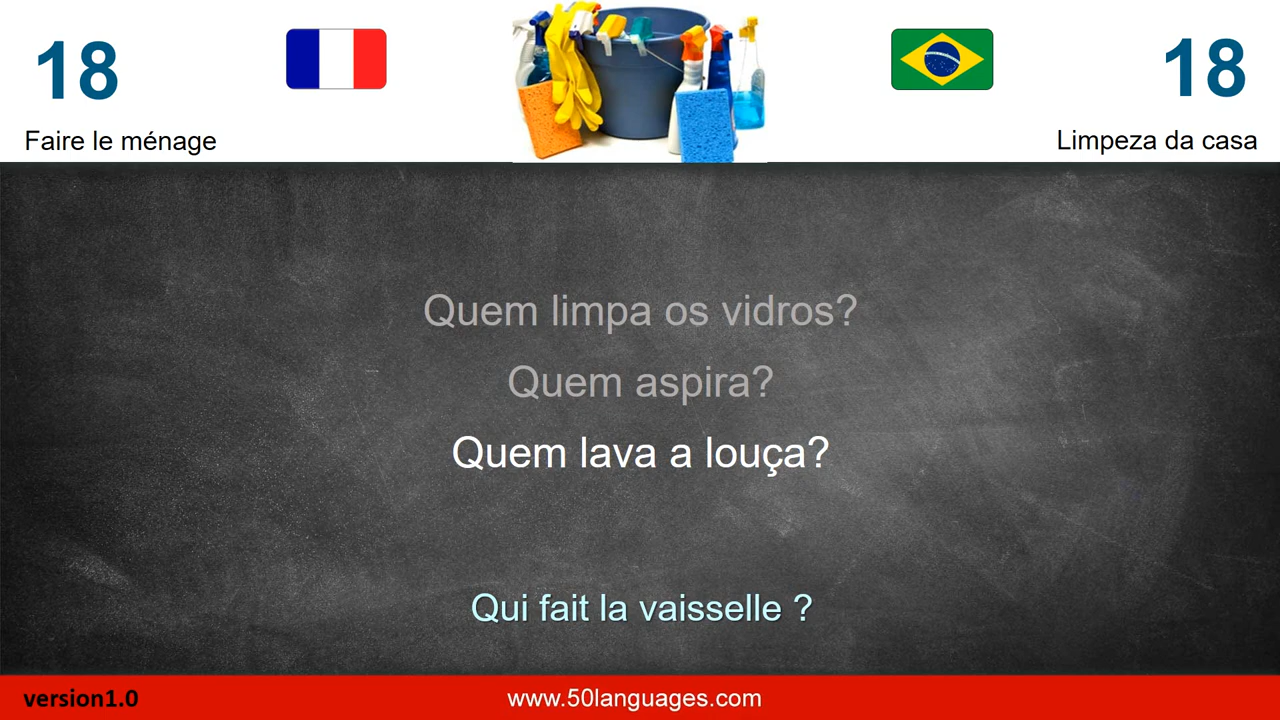 18
18
Faire le ménage
Limpeza da casa
Quem limpa os vidros?
Quem aspira?
Quem lava a louça?
Qui fait la vaisselle ?
version1.0
www.50languages.com